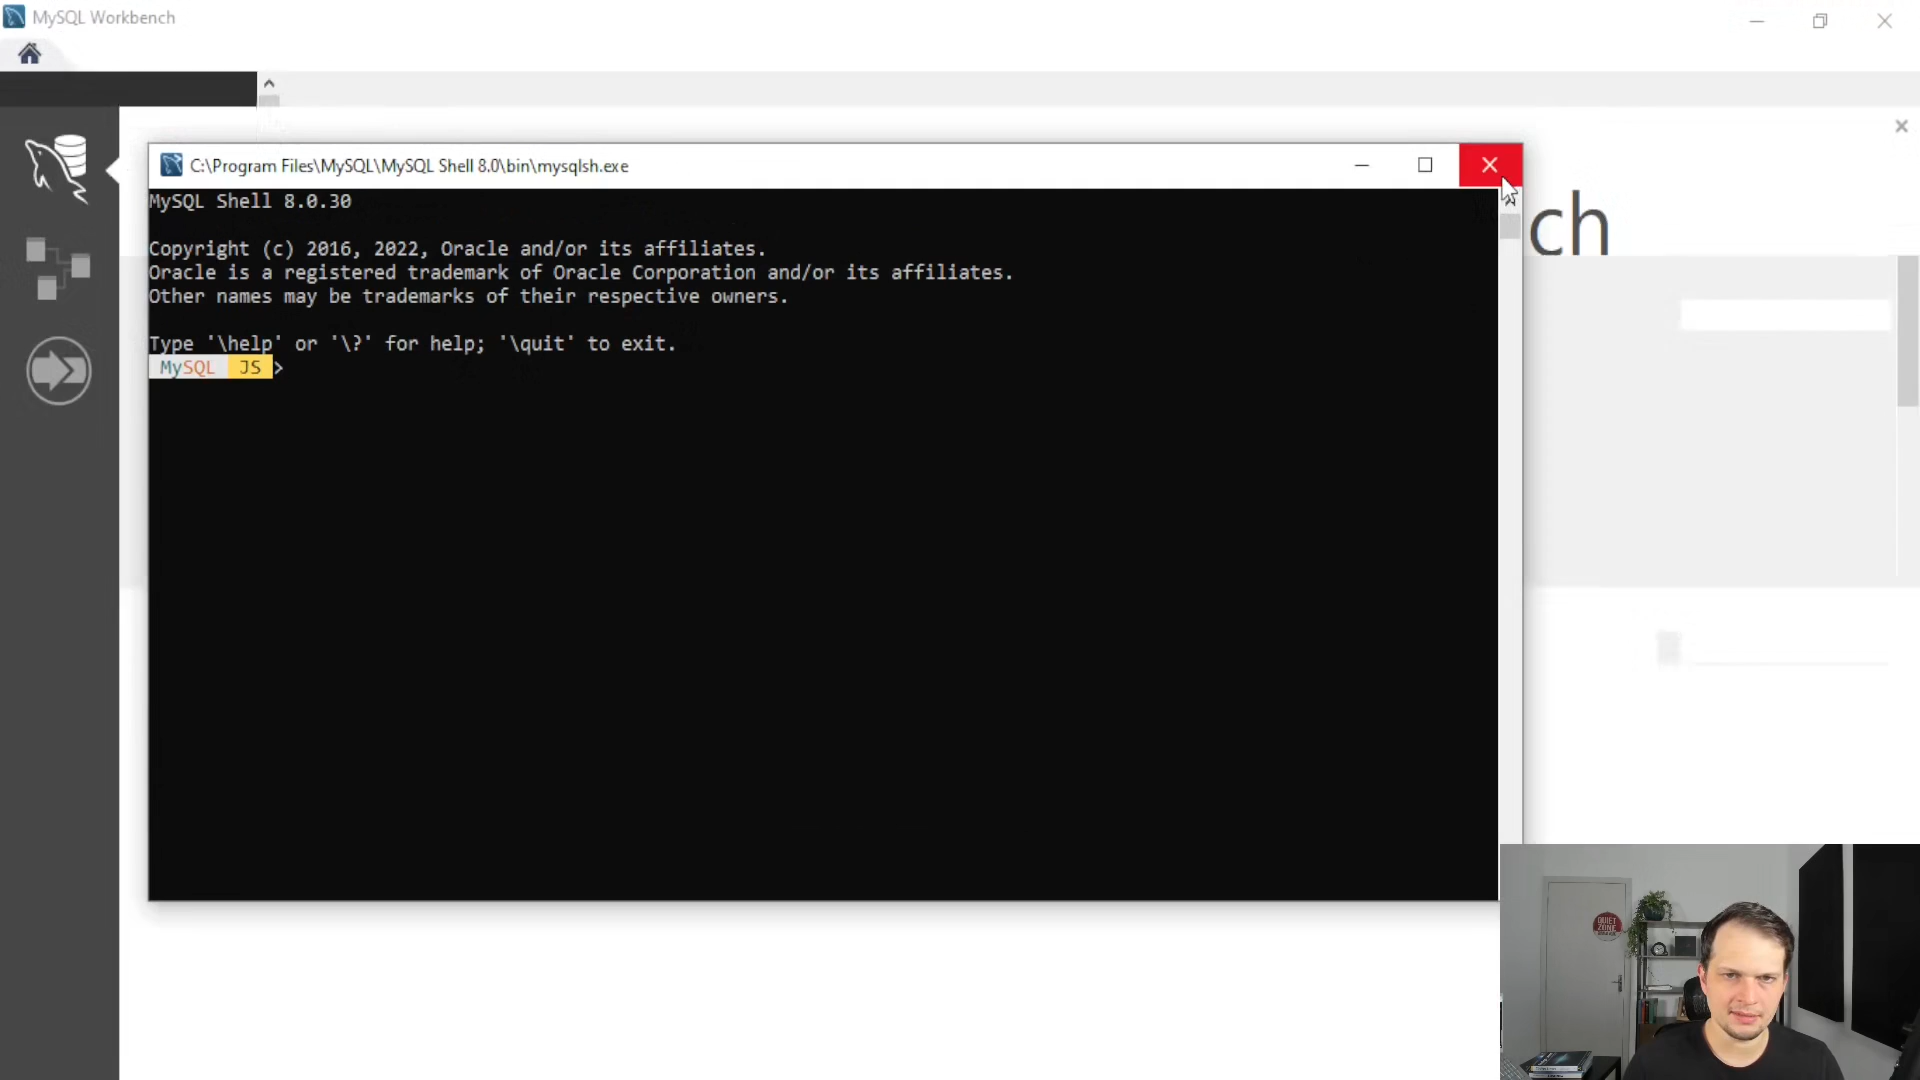 MySQL Workbench
C:\Program Files\MySQL\MySQL Shell 8.0\bin\mysqlsh.exe
MySQL Shell 8.0.30
ch
Copyright (c) 2016, 2022, Oracle and/or its affiliates.
Oracle is a registered trademark of Oracle Corporation and/or its affiliates.
Other names may be trademarks of their respective owners.
Type '\help' or '\?' for help; '\quit' to exit.
MySQL JS >
QUIET
ZONE